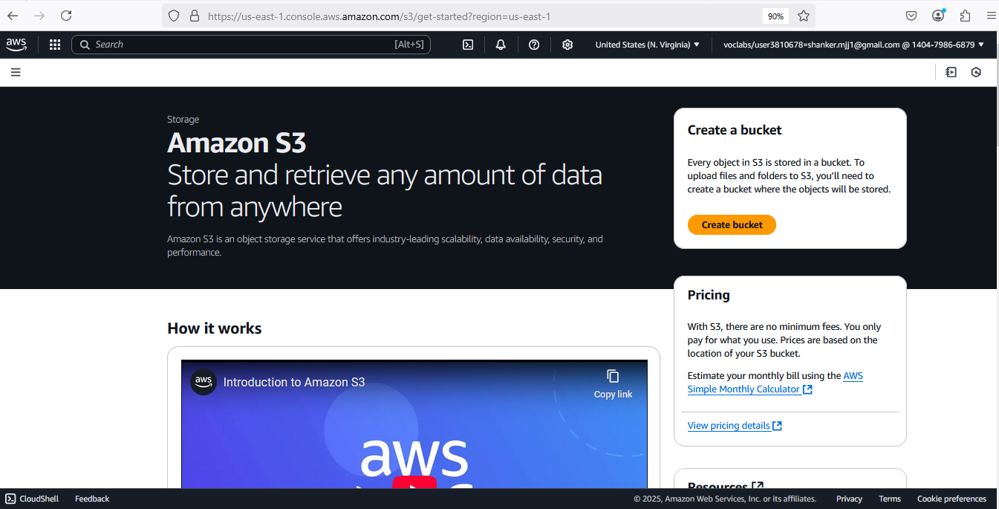 https://us-east-1.console.aws.amazon.com/s3/get-started?region=us-east-1
90%
aws
Search
[Alt+S]
United States (N. Virginia)
voclabs/user3810678=shanker.mjj1@gmail.com @ 1404-7986-6879
Storage
Amazon S3
Store and retrieve any amount of data
from anywhere
Amazon S3 is an object storage service that offers industry-leading scalability, data availability, security, and
performance.
Create a bucket
Every object in S3 is stored in a bucket. To
upload files and folders to S3, you’ll need to
create a bucket where the objects will be stored.
Create bucket
Pricing
With S3, there are no minimum fees. You only
pay for what you use. Prices are based on the
location of your S3 bucket.
Estimate your monthly bill using the AWS
Simple Monthly Calculator
View pricing details
How it works
aws
Introduction to Amazon S3
Copy link
aws
Resources
CloudShell
Feedback
© 2025, Amazon Web Services, Inc. or its affiliates.
Privacy
Terms
Cookie preferences